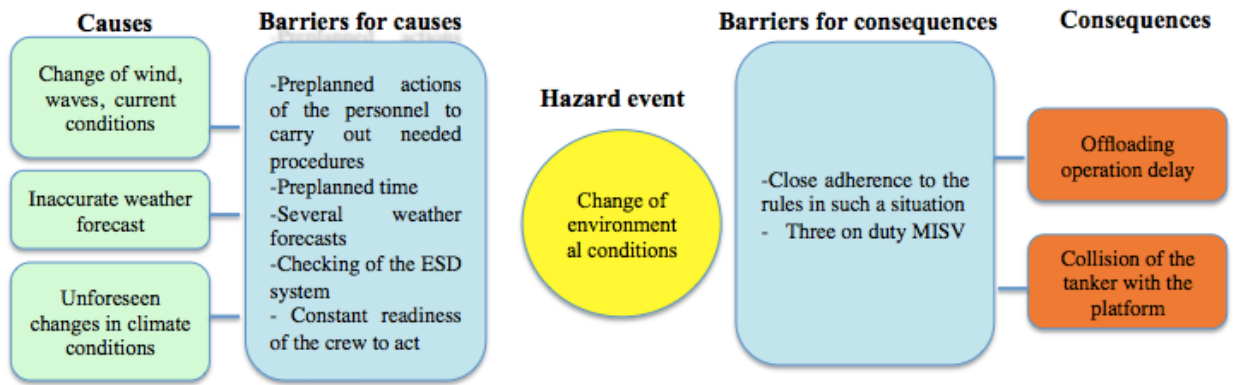 Causes
Change of wind,
waves, current
conditions
Inaccurate weather
forecast
Unforeseen
changes in climate
conditions
Barriers for causes
-Preplanned actions
-Preplanned actions
of the personnel to
carry out needed
procedures
-Preplanned time
-Several weather
forecasts
-Checking of the ESD
system
- Constant readiness
of the crew to act
Hazard event
Change of
environment
al conditions
Barriers for consequences
-Close adherence to the
rules in such a situation
- Three on duty MISV
Consequences
Offloading
operation delay
Collision of the
tanker with the
platform